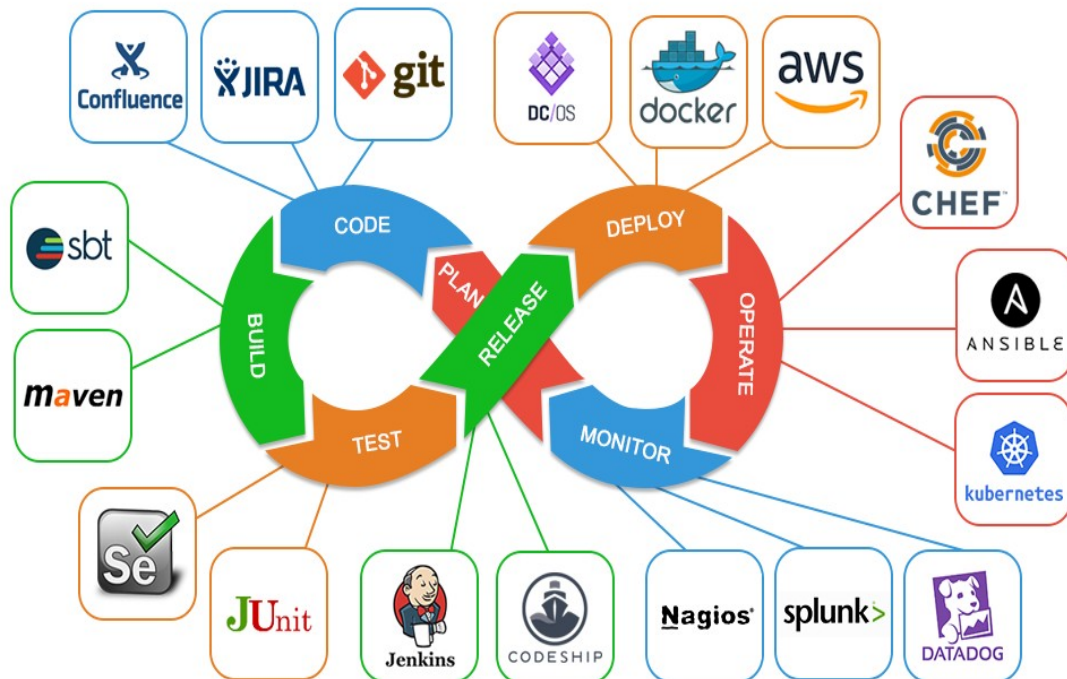 Confluence
JIRA
git
DC/OS
docker
aws
CHEF™
sbt
CODE
DEPLOY
PLAN
RELEASE
BUILD
OPERATE
ANSIBLE
maven
TEST
MONITOR
kubernetes
Se
JUnit
Jenkins
CODESHIP
Nagios®
splunk>
DATADOG